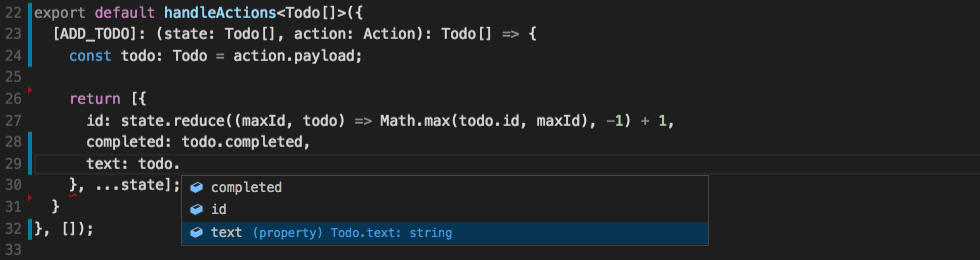 22 export default handleActions<Todo[]>({
23   [ADD_TODO]: (state: Todo[], action: Action): Todo[] => {
24     const todo: Todo = action.payload;
25
26     return [{
27       id: state.reduce((maxId, todo) => Math.max(todo.id, maxId), -1) + 1,
28       completed: todo.completed,
29       text: todo.
30     }, ...state];
completed
id
text (property) Todo.text: string
31   }
32 }, []);
33